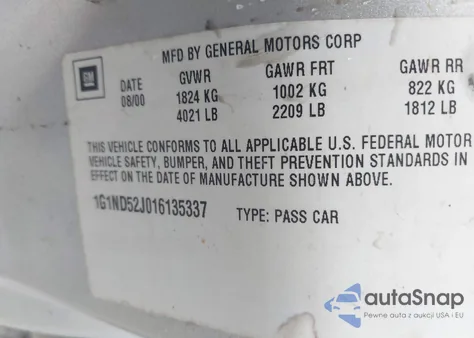 MFD BY GENERAL MOTORS CORP
GM
DATE GVWR GAWR FRT GAWR RR
08/00 1824 KG 1002 KG 822 KG
4021 LB 2209 LB 1812 LB
THIS VEHICLE CONFORMS TO ALL APPLICABLE U.S. FEDERAL MOTOR
VEHICLE SAFETY, BUMPER, AND THEFT PREVENTION STANDARDS IN
EFFECT ON THE DATE OF MANUFACTURE SHOWN ABOVE.
1G1ND52J016135337 TYPE: PASS CAR
autoSnap
Pewne auta z aukcji USA i EU